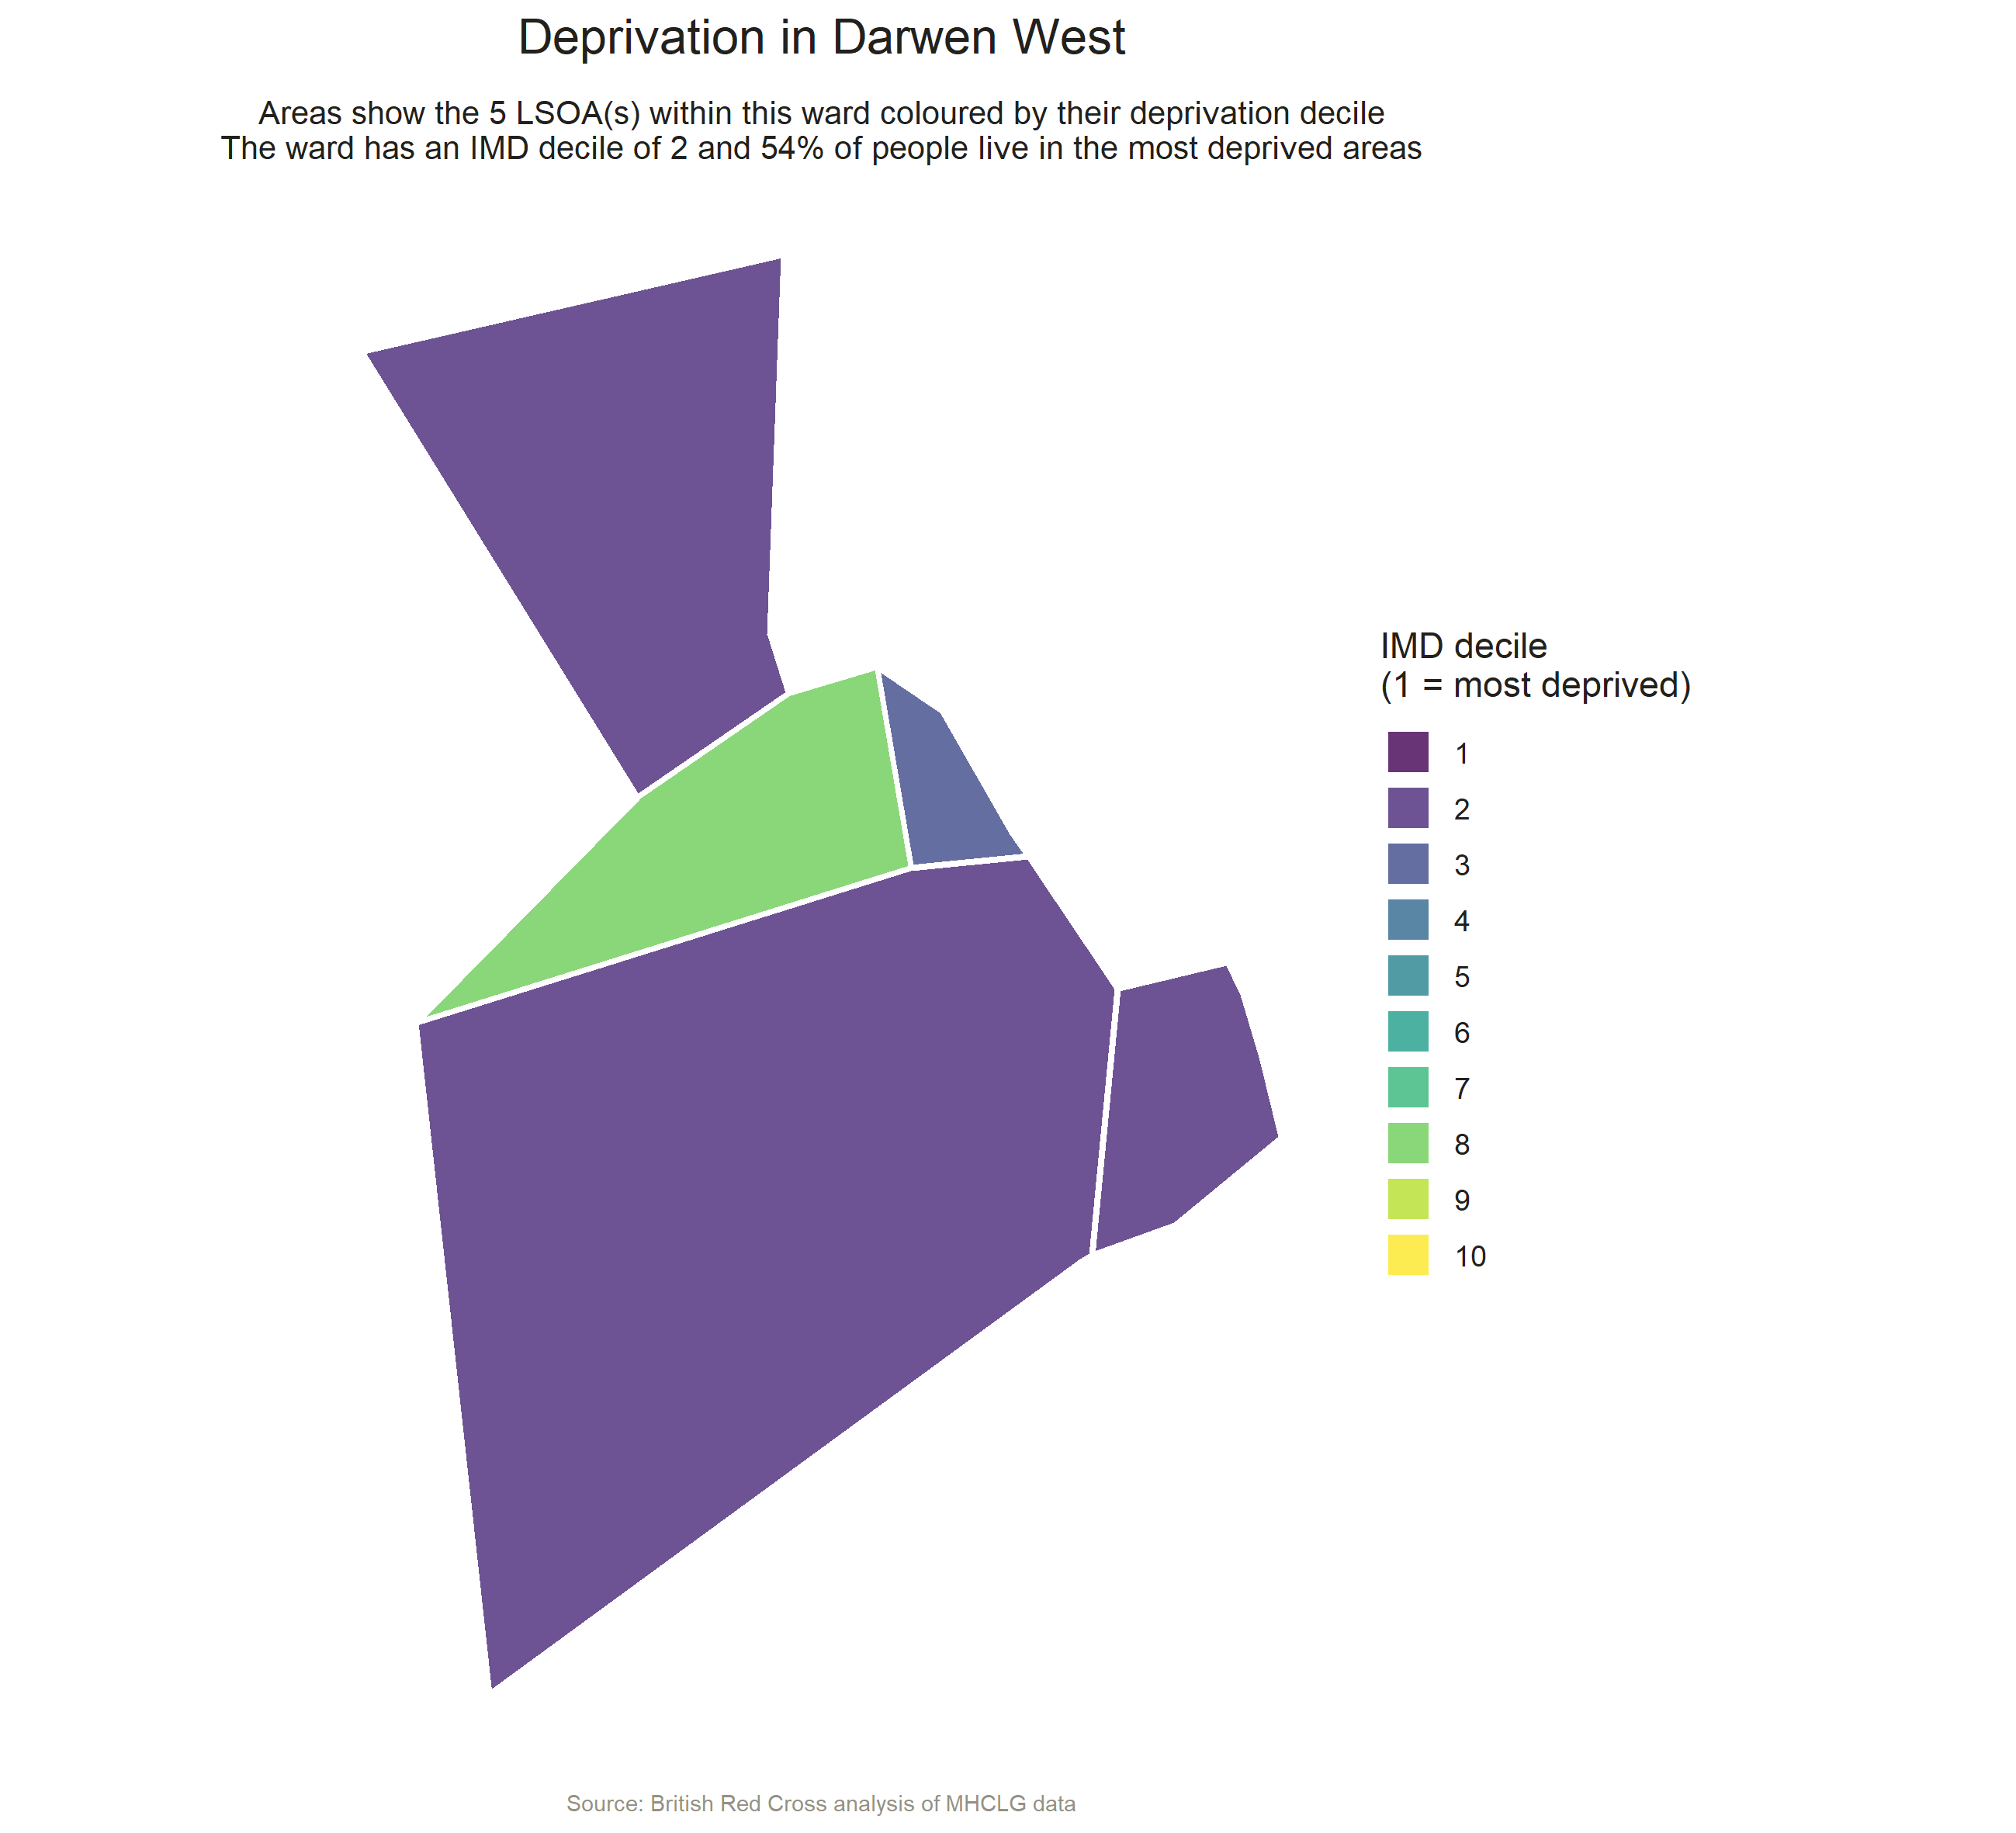 Deprivation in Darwen West
Areas show the 5 LSOA(s) within this ward coloured by their deprivation decile
The ward has an IMD decile of 2 and 54% of people live in the most deprived areas
IMD decile
(1 = most deprived)
1
2
3
4
5
6
7
8
9
10
Source: British Red Cross analysis of MHCLG data